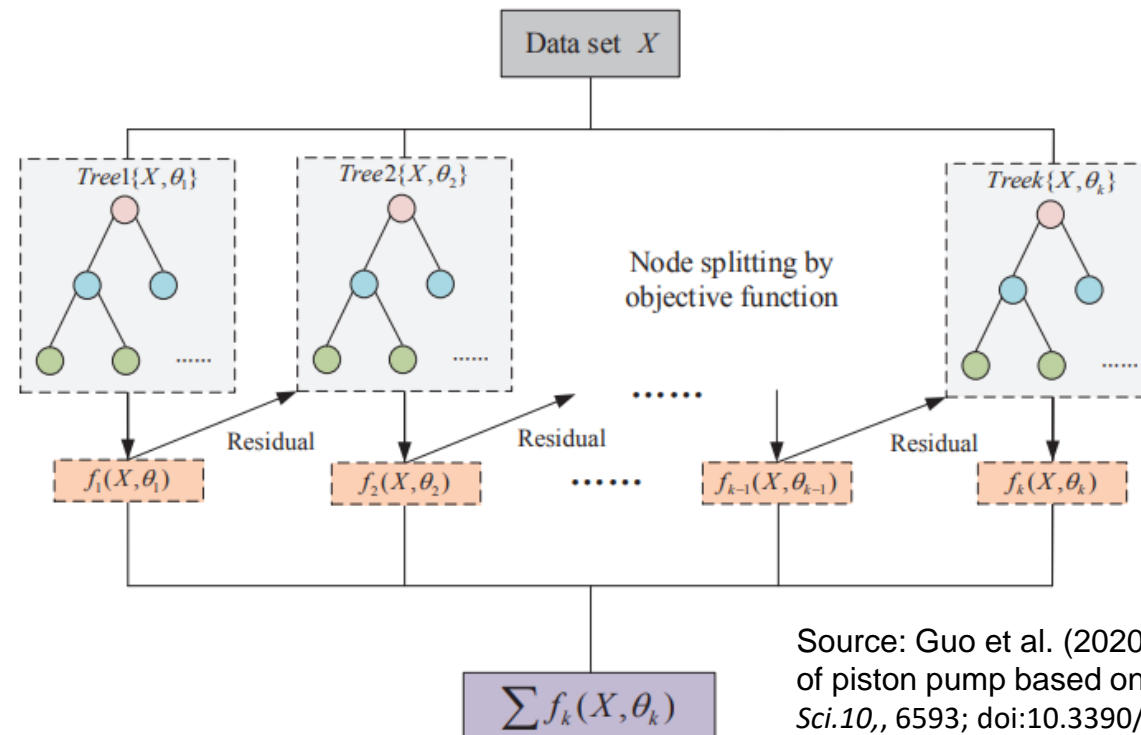 Data set X
Tree1{X,θ₁}
Tree2{X,θ₂}
Treek{X,θₖ}
Node splitting by
objective function
......
......
......
......
Residual
Residual
Residual
f₁(X,θ₁)
f₂(X,θ₂)
......
fₖ₋₁(X,θₖ₋₁)
fₖ(X,θₖ)
∑fₖ(X,θₖ)
Source: Guo et al. (2020
of piston pump based on
Sci.10,, 6593; doi:10.3390/